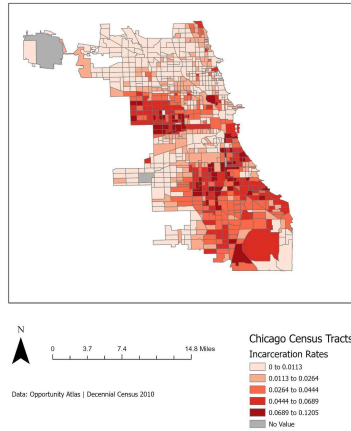 N
0 3.7 7.4 14.8 Miles
Data: Opportunity Atlas | Decennial Census 2010
Chicago Census Tracts
Incarceration Rates
0 to 0.0113
0.0113 to 0.0264
0.0264 to 0.0444
0.0444 to 0.0689
0.0689 to 0.1205
No Value